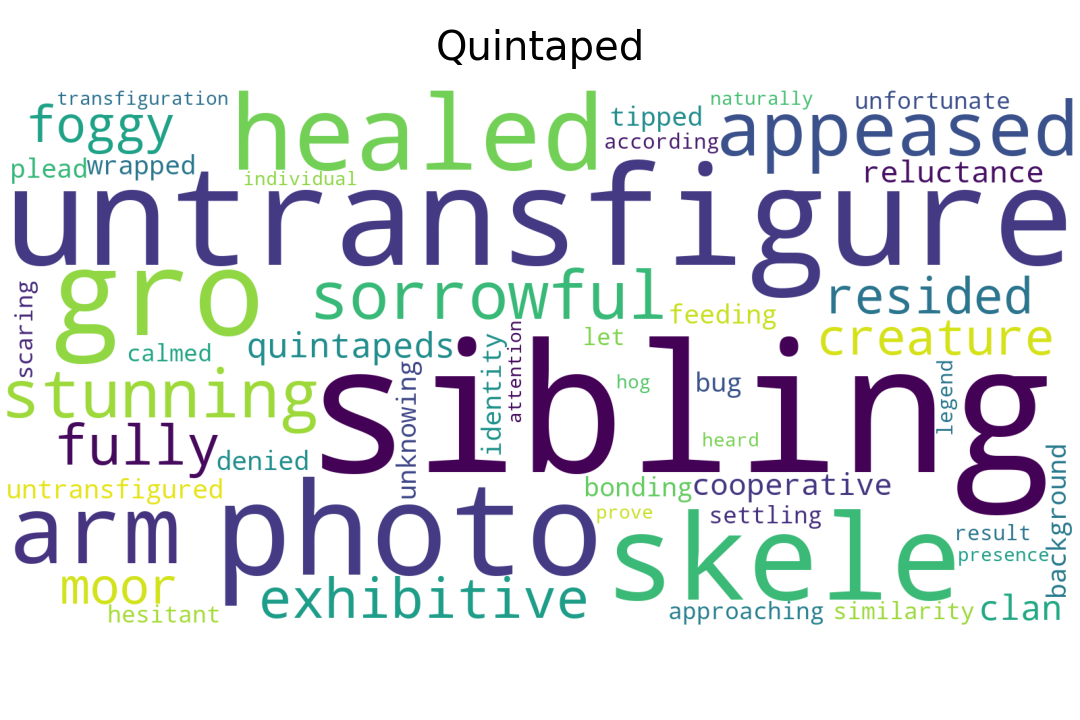 Quintaped
transfiguration
healed
naturally
unfortunate
foggy
tipped
appeased
according
plead
wrapped
individual
reluctance
untransfigure
gro
sorrowful
resided
scaring
feeding
creature
calmed
quintapeds
identity
attention
let
stunning
sibling
unknowing
hog
bug
legend
fully
denied
heard
untransfigured
bonding
cooperative
background
arm
photo
prove
settling
skele
result
presence
moor
exhibitive
hesitant
approaching
similarity
clan